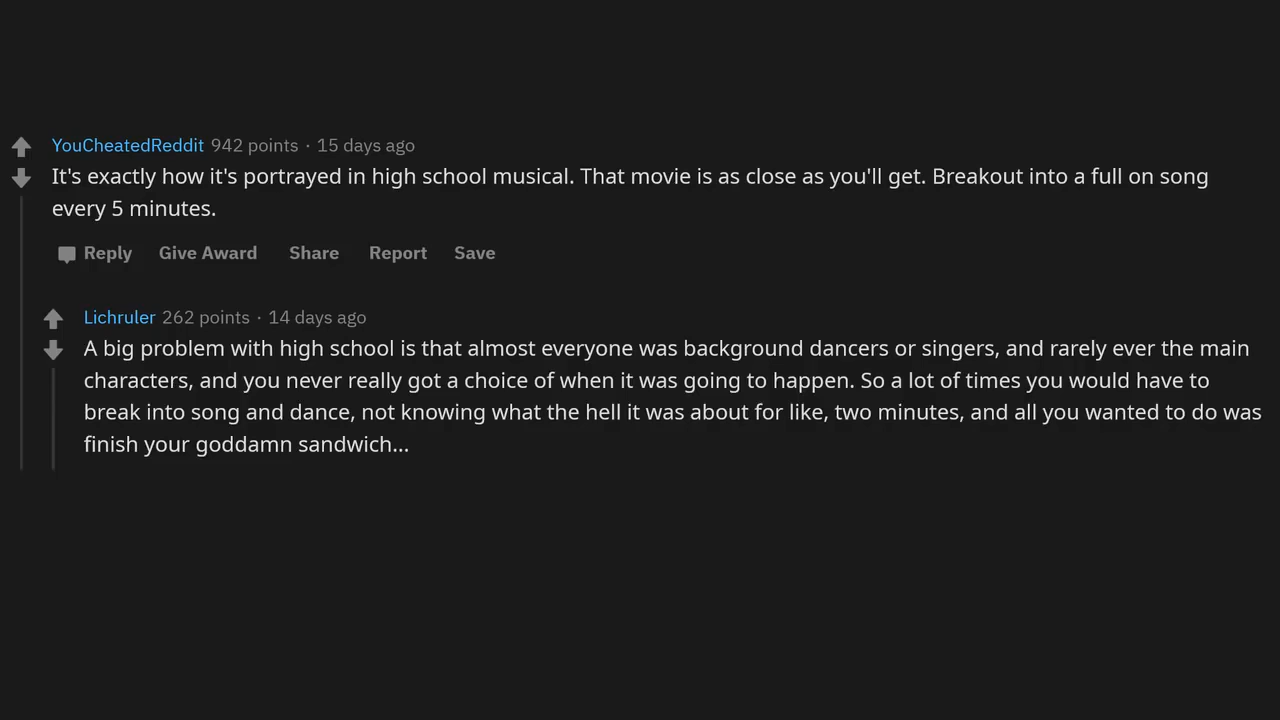 YouCheatedReddit 942 points · 15 days ago
It's exactly how it's portrayed in high school musical. That movie is as close as you'll get. Breakout into a full on song
every 5 minutes.
Reply Give Award Share Report Save
Lichruler 262 points · 14 days ago
A big problem with high school is that almost everyone was background dancers or singers, and rarely ever the main
characters, and you never really got a choice of when it was going to happen. So a lot of times you would have to
break into song and dance, not knowing what the hell it was about for like, two minutes, and all you wanted to do was
finish your goddamn sandwich...